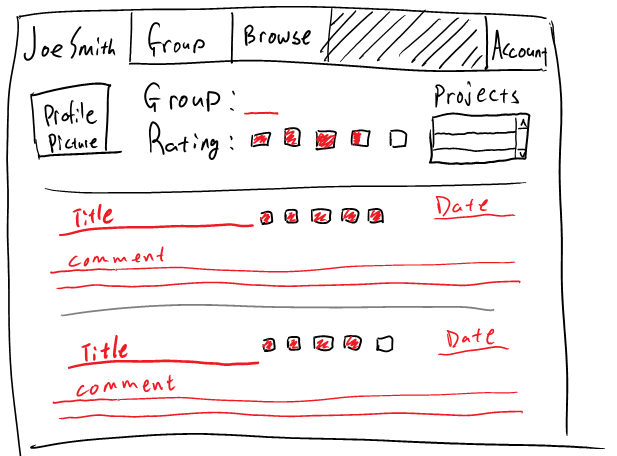 Joe Smith Group Browse Account
Profile
Picture
Group:
Rating:
Projects
Title Date
comment
Title Date
comment